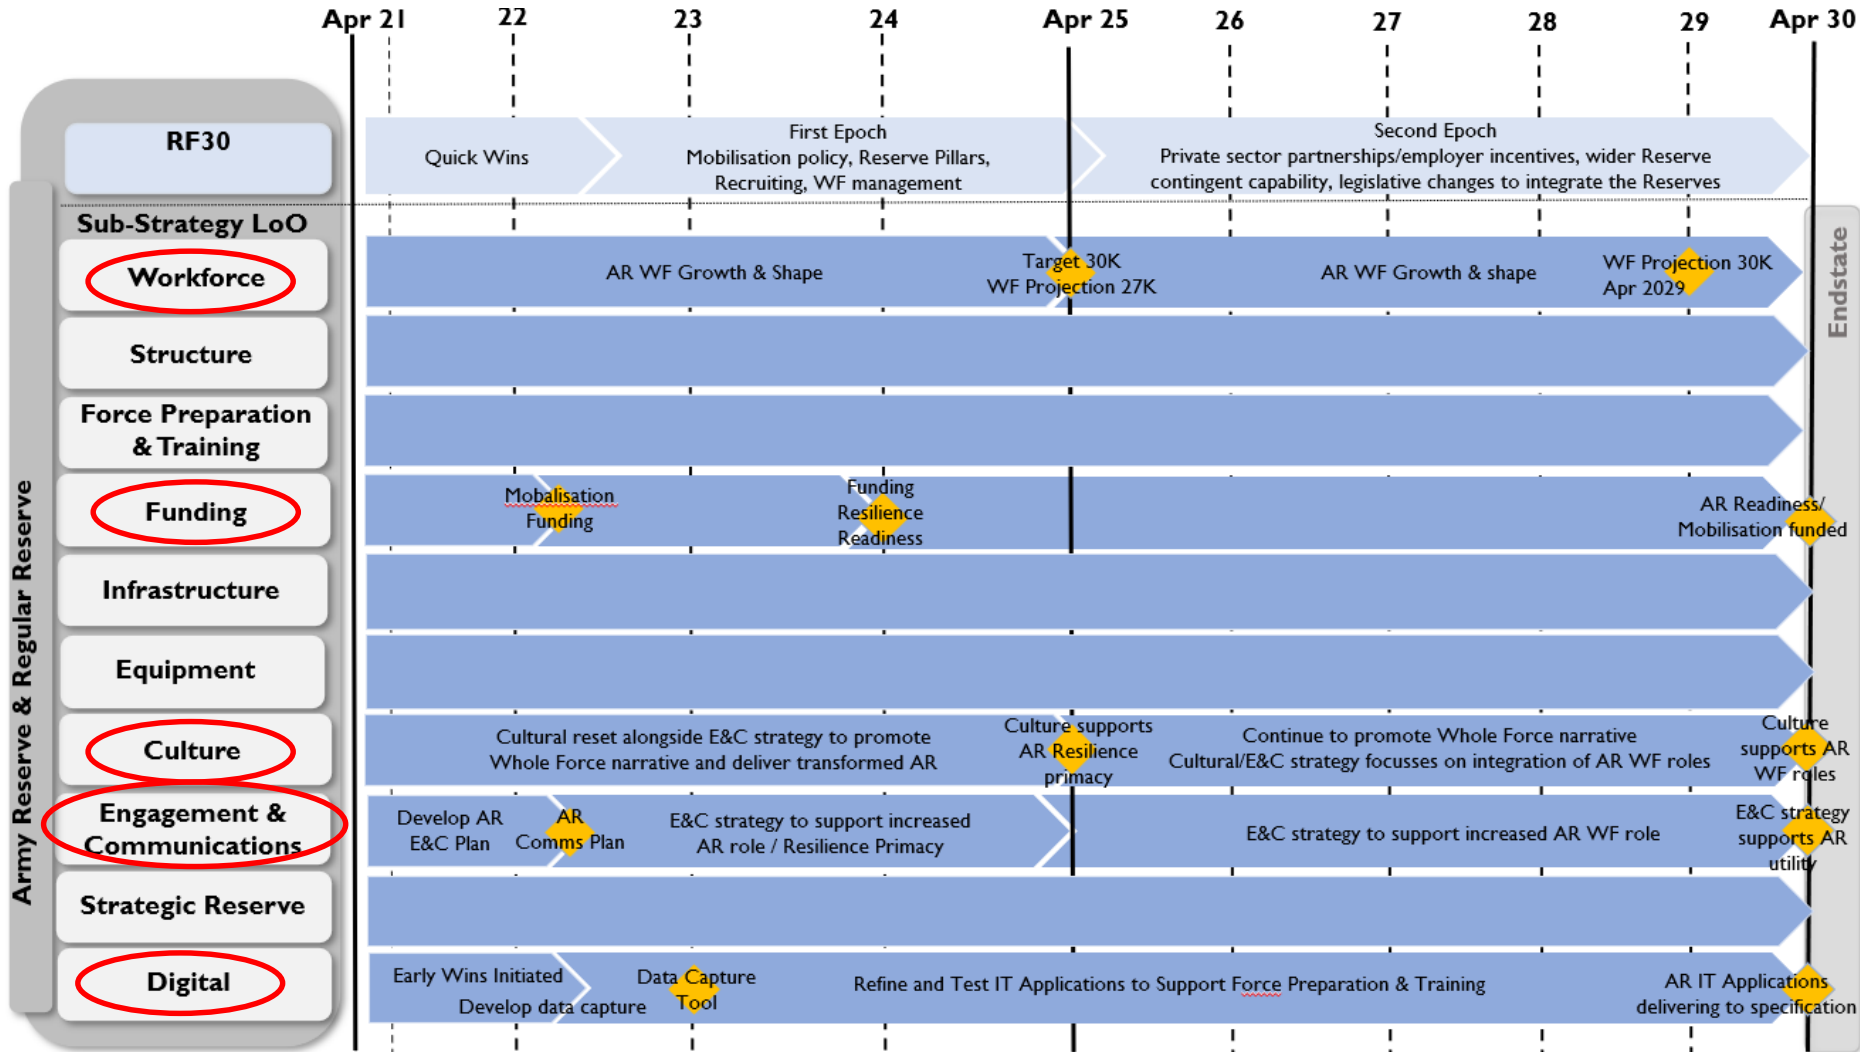 Apr 21 22 23 24 Apr 25 26 27 28 29 Apr 30
RF30
Quick Wins
First Epoch
Mobilisation policy, Reserve Pillars,
Recruiting, WF management
Second Epoch
Private sector partnerships/employer incentives, wider Reserve
contingent capability, legislative changes to integrate the Reserves
Army Reserve & Regular Reserve
Sub-Strategy LoO
Endstate
Workforce
AR WF Growth & Shape
Target 30K
WF Projection 27K
AR WF Growth & shape
WF Projection 30K
Apr 2029
Structure
Force Preparation
& Training
Funding
Mobalisation
Funding
Funding
Resilience
Readiness
AR Readiness/
Mobilisation funded
Infrastructure
Equipment
Culture
Cultural reset alongside E&C strategy to promote
Whole Force narrative and deliver transformed AR
Culture supports
AR Resilience
primacy
Continue to promote Whole Force narrative
Cultural/E&C strategy focusses on integration of AR WF roles
Culture
supports AR
WF roles
Engagement &
Communications
Develop AR
E&C Plan
AR
Comms Plan
E&C strategy to support increased
AR role / Resilience Primacy
E&C strategy to support increased AR WF role
E&C strategy
supports AR
utility
Strategic Reserve
Digital
Early Wins Initiated
Develop data capture
Data Capture
Tool
Refine and Test IT Applications to Support Force Preparation & Training
AR IT Applications
delivering to specification